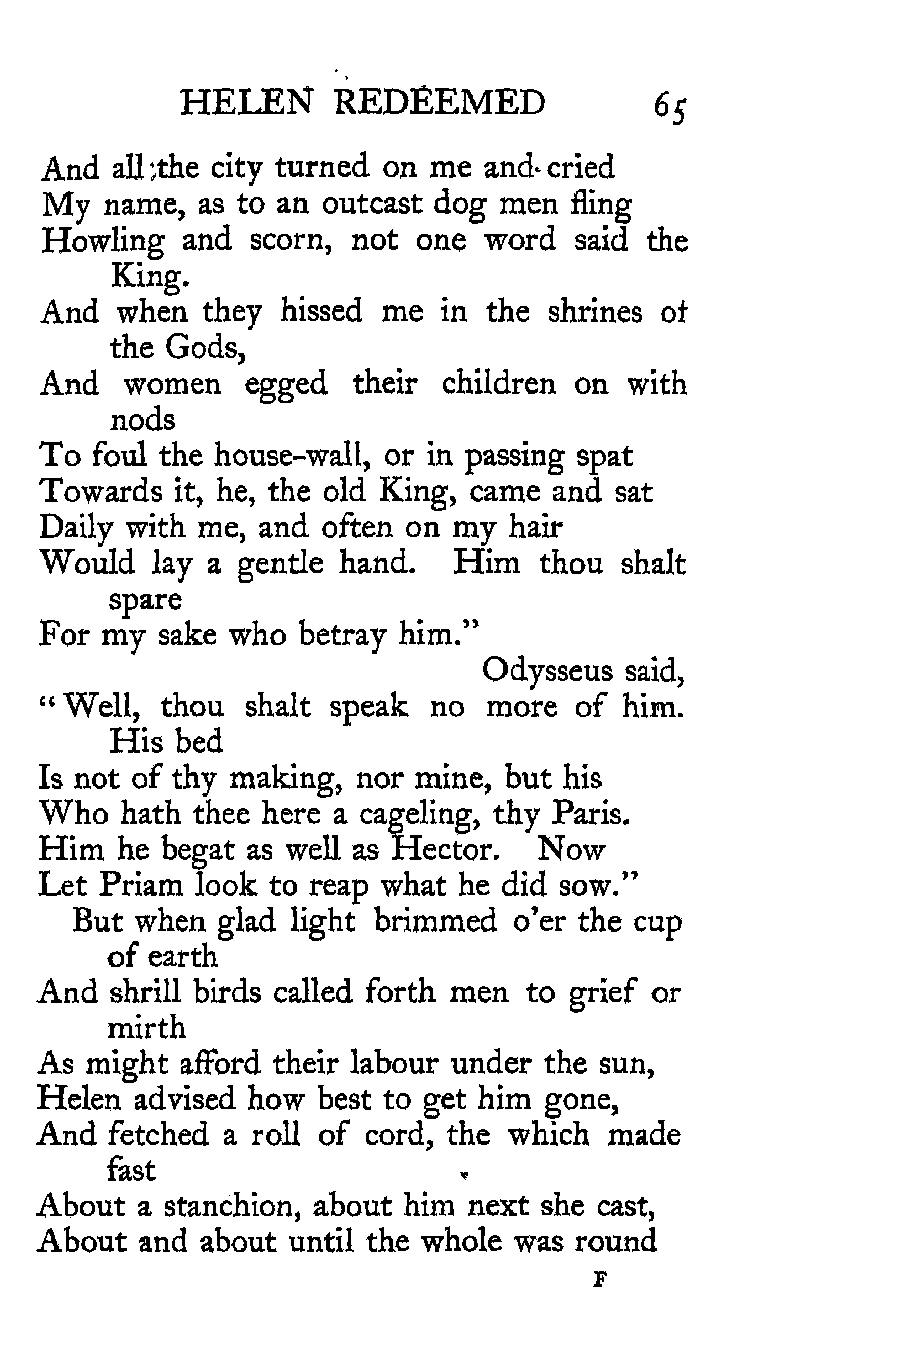 HELEN REDEEMED 65
And all the city turned on me and cried
My name, as to an outcast dog men fling
Howling and scorn, not one word said the
King.
And when they hissed me in the shrines of
the Gods,
And women egged their children on with
nods
To foul the house-wall, or in passing spat
Towards it, he, the old King, came and sat
Daily with me, and often on my hair
Would lay a gentle hand. Him thou shalt
spare
For my sake who betray him."
Odysseus said,
"Well, thou shalt speak no more of him.
His bed
Is not of thy making, nor mine, but his
Who hath thee here a cageling, thy Paris.
Him he begat as well as Hector. Now
Let Priam look to reap what he did sow."
But when glad light brimmed o'er the cup
of earth
And shrill birds called forth men to grief or
mirth
As might afford their labour under the sun,
Helen advised how best to get him gone,
And fetched a roll of cord, the which made
fast
About a stanchion, about him next she cast,
About and about until the whole was round
F